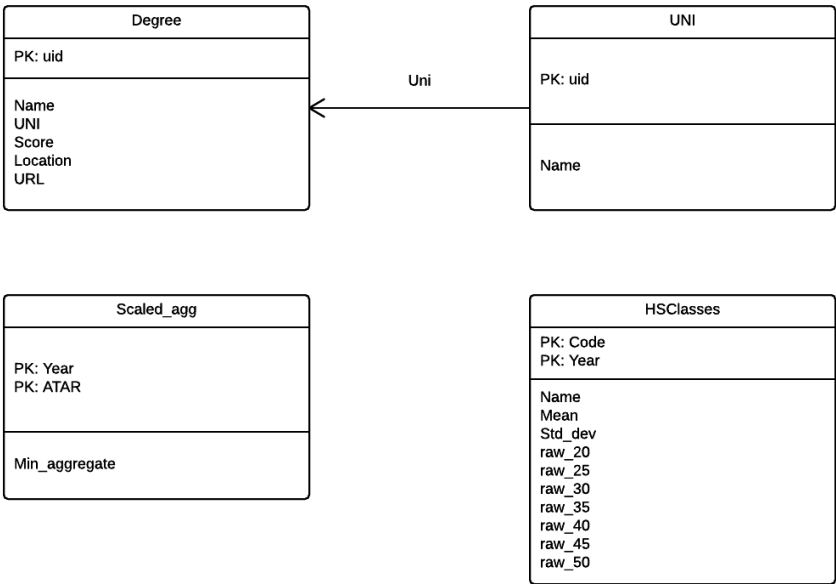 Degree
PK: uid
Name
UNI
Score
Location
URL
Uni
UNI
PK: uid
Name
Scaled_agg
PK: Year
PK: ATAR
Min_aggregate
HSClasses
PK: Code
PK: Year
Name
Mean
Std_dev
raw_20
raw_25
raw_30
raw_35
raw_40
raw_45
raw_50